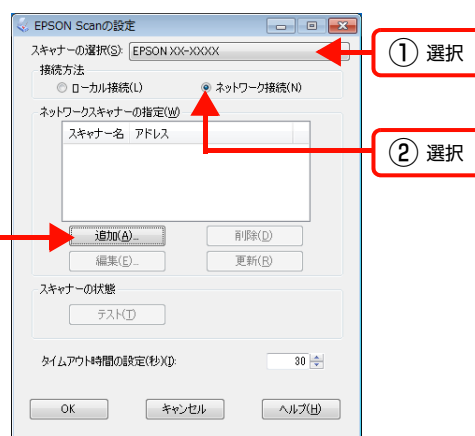 EPSON Scanの設定
スキャナーの選択(S): EPSON XX-XXXX
① 選択
接続方法
ローカル接続(L) ネットワーク接続(N)
ネットワークスキャナーの指定(W)
スキャナー名 アドレス
② 選択
追加(A)... 削除(D)
編集(E)... 更新(R)
スキャナーの状態
テスト(T)
タイムアウト時間の設定(秒)(I): 30
OK キャンセル ヘルプ(H)